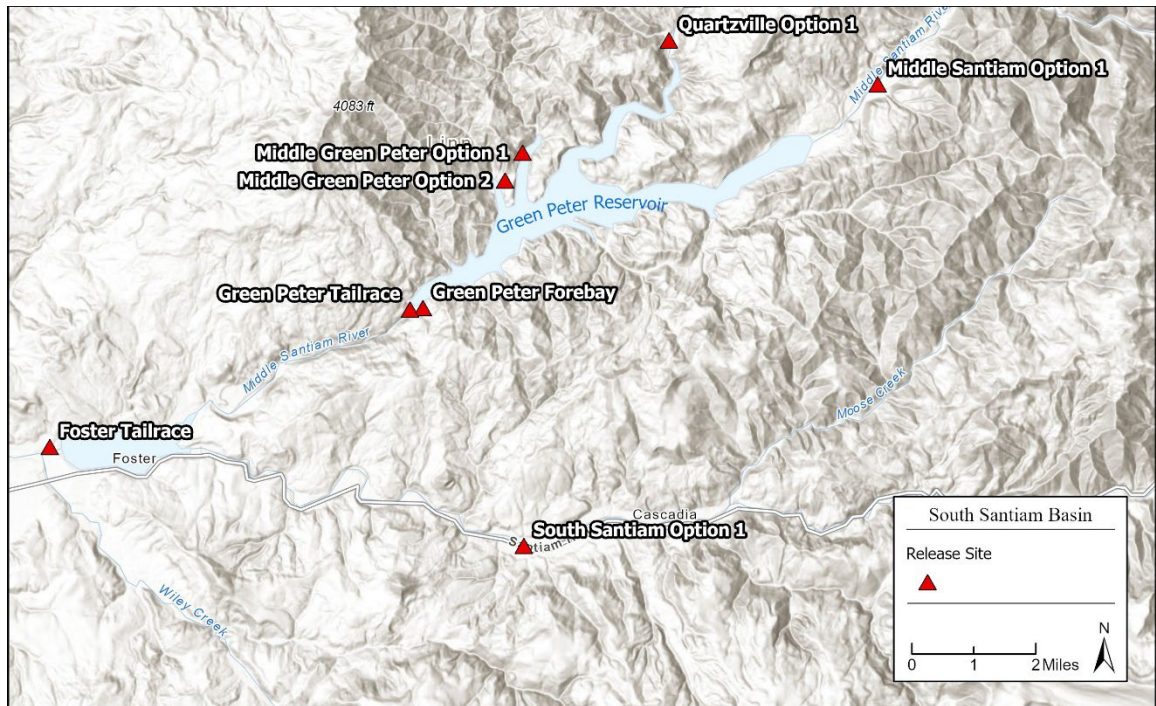 Quartzville Option 1
Middle Santiam River
Middle Santiam Option 1
4083 ft
Linn
Middle Green Peter Option 1
Middle Green Peter Option 2
Green Peter Reservoir
Green Peter Tailrace
Green Peter Forebay
Middle Santiam River
Moose Creek
Foster Tailrace
Foster
Cascadia
South Santiam Option 1
Wiley Creek
South Santiam Basin
Release Site
N
0 1 2 Miles